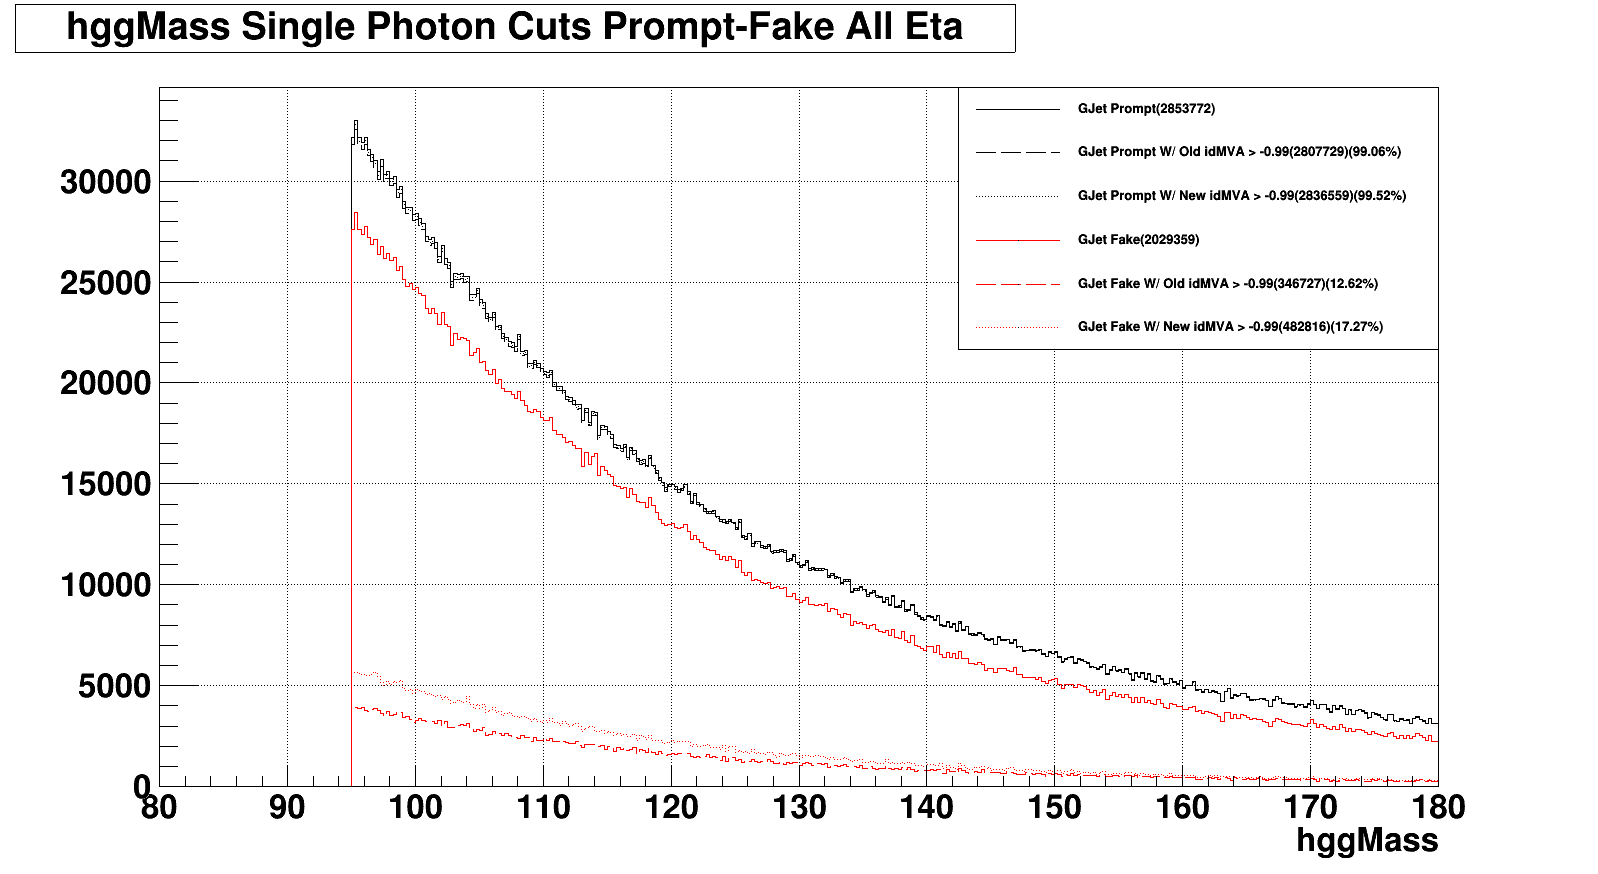 hggMass Single Photon Cuts Prompt-Fake All Eta
GJet Prompt(2853772)
GJet Prompt W/ Old idMVA > -0.99(2807729)(99.06%)
GJet Prompt W/ New idMVA > -0.99(2836559)(99.52%)
GJet Fake(2029359)
GJet Fake W/ Old idMVA > -0.99(346727)(12.62%)
GJet Fake W/ New idMVA > -0.99(482816)(17.27%)
30000
25000
20000
15000
10000
5000
0
80 90 100 110 120 130 140 150 160 170 180
hggMass